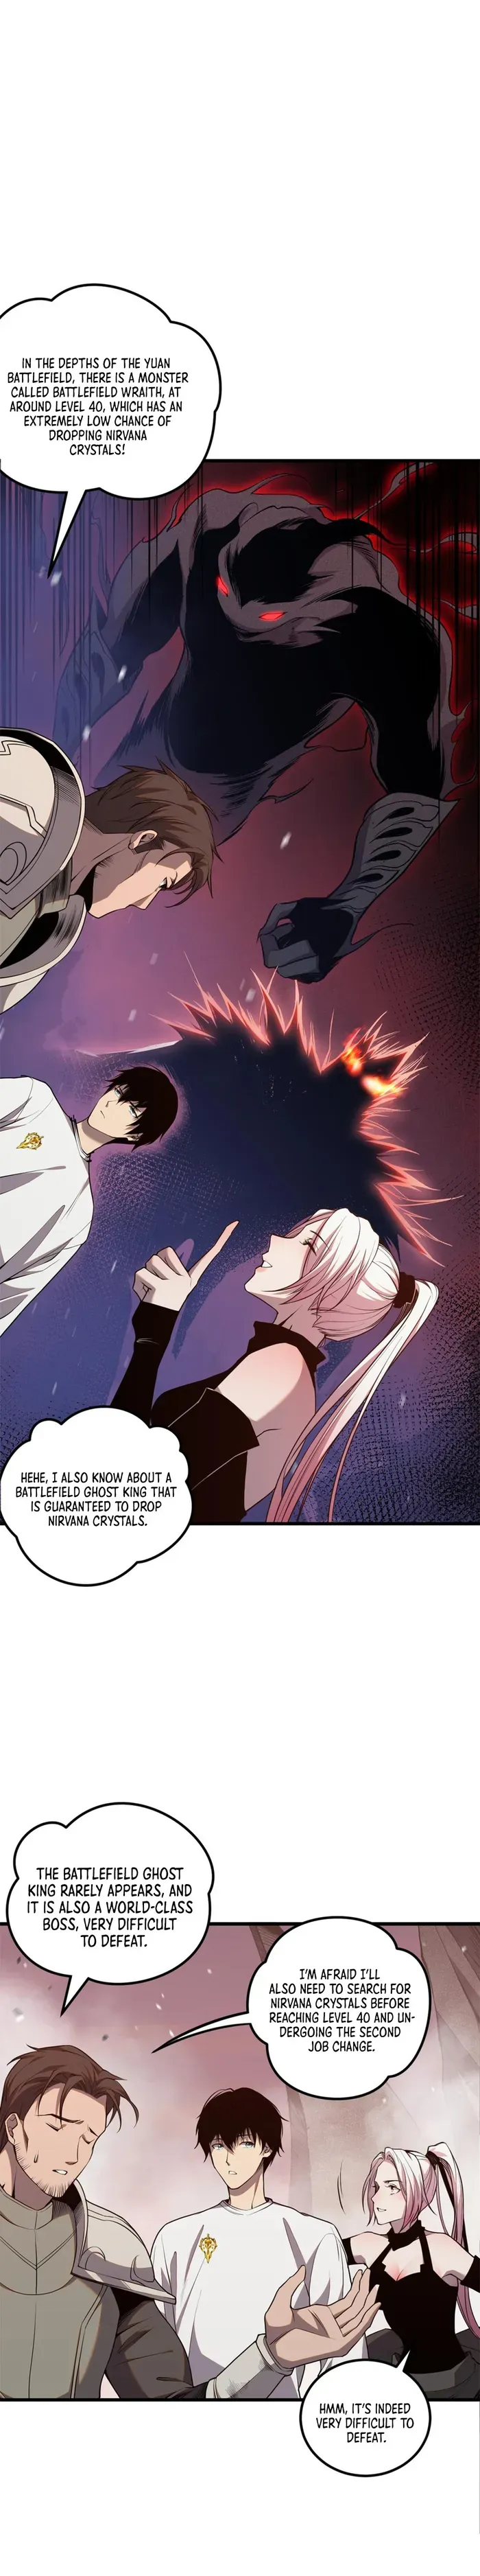 IN THE DEPTHS OF THE YUAN
BATTLEFIELD, THERE IS A MONSTER
CALLED BATTLEFIELD WRAITH, AT
AROUND LEVEL 40, WHICH HAS AN
EXTREMELY LOW CHANCE OF
DROPPING NIRVANA
CRYSTALS!
HEHE, I ALSO KNOW ABOUT A
BATTLEFIELD GHOST KING THAT
IS GUARANTEED TO DROP
NIRVANA CRYSTALS.
THE BATTLEFIELD GHOST
KING RARELY APPEARS, AND
IT IS ALSO A WORLD-CLASS
BOSS, VERY DIFFICULT
TO DEFEAT.
I'M AFRAID I'LL
ALSO NEED TO SEARCH FOR
NIRVANA CRYSTALS BEFORE
REACHING LEVEL 40 AND UN-
DERGOING THE SECOND
JOB CHANGE.
HMM, IT'S INDEED
VERY DIFFICULT TO
DEFEAT.